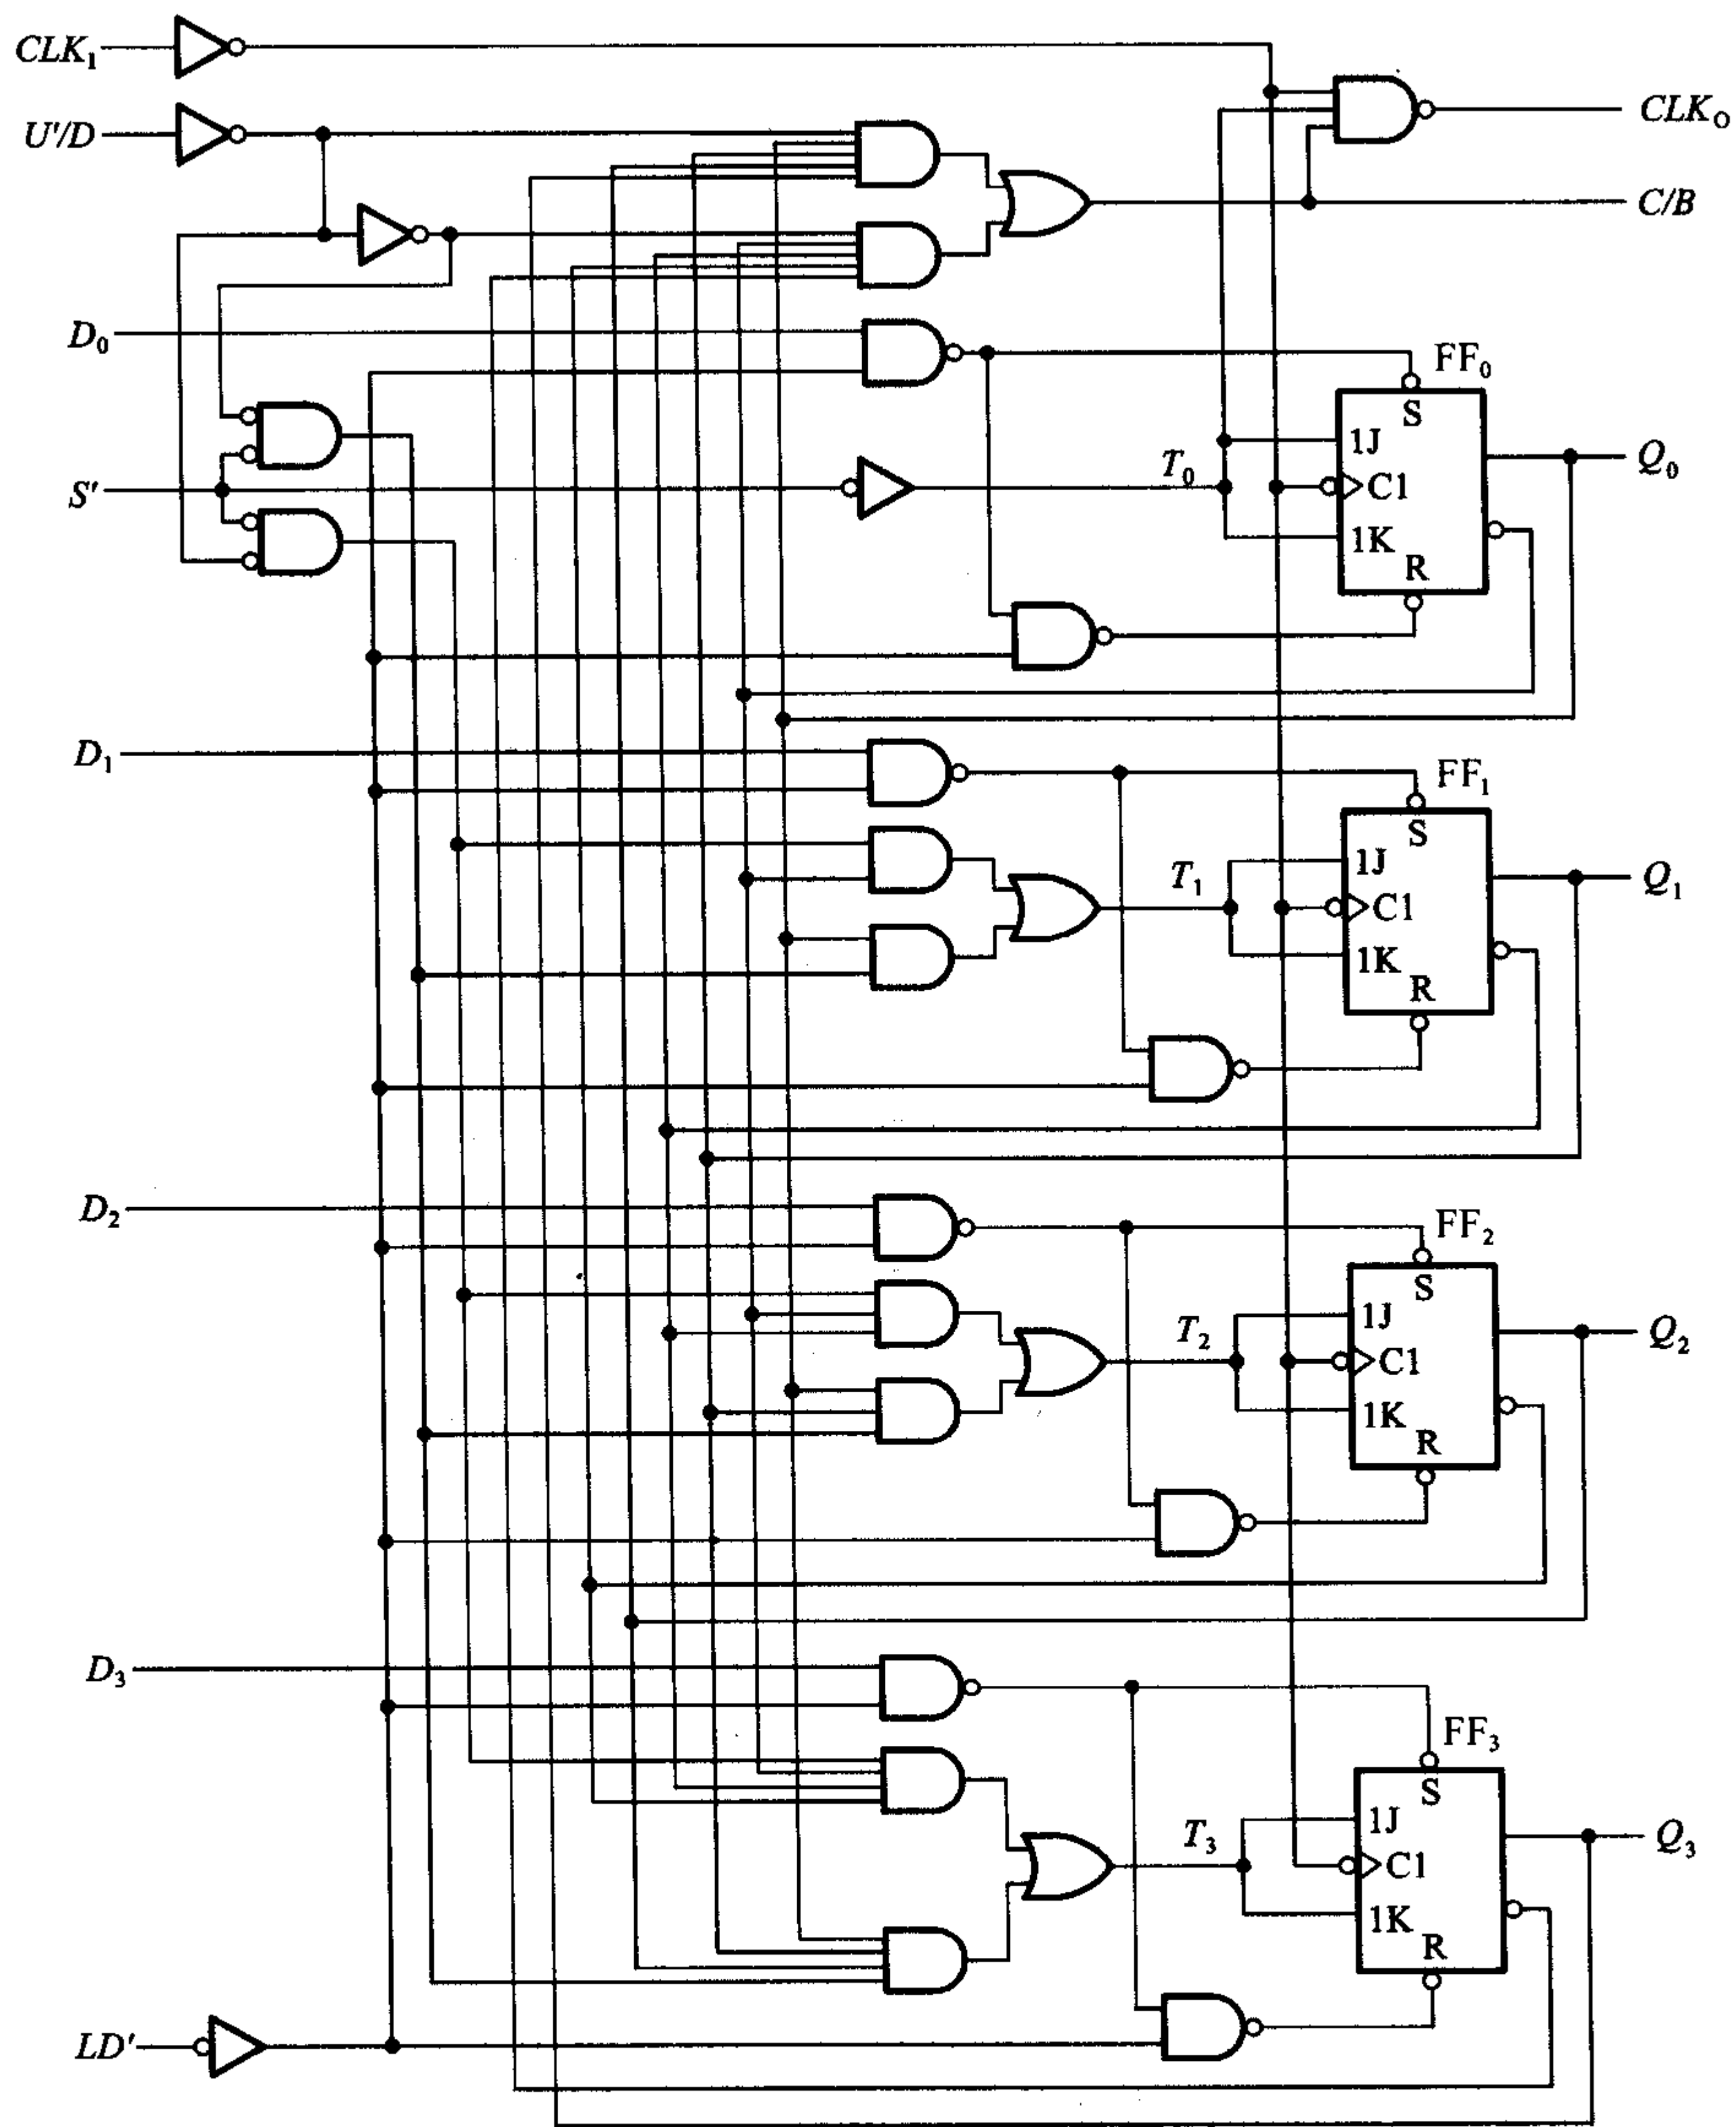 CLK₁
U'/D
CLK_O
C/B
D₀
FF₀
S
1J
Q₀
S'
T₀
C1
1K
R
D₁
FF₁
S
1J
T₁
Q₁
C1
1K
R
D₂
FF₂
S
1J
T₂
Q₂
C1
1K
R
D₃
FF₃
S
1J
T₃
Q₃
C1
1K
R
LD'